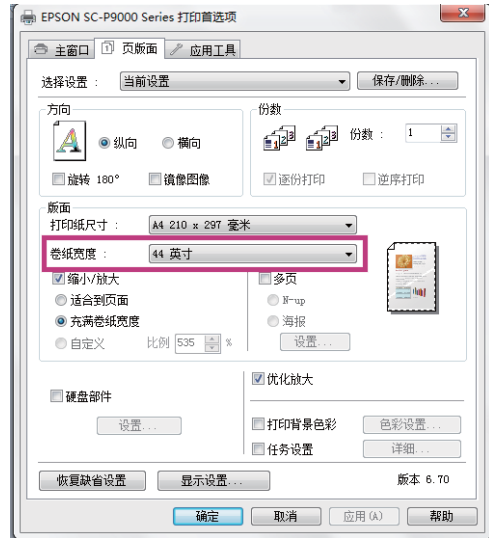 EPSON SC-P9000 Series 打印首选项
主窗口 页版面 应用工具
选择设置： 当前设置 保存/删除...
方向 份数
纵向 横向 份数： 1
旋转 180° 镜像图像 逐份打印 逆序打印
版面
打印纸尺寸： A4 210 x 297 毫米
卷纸宽度： 44 英寸
缩小/放大 多页
适合到页面 N-up
充满卷纸宽度 海报
自定义 比例 535 % 设置...
优化放大
硬盘部件
设置... 打印背景色彩 色彩设置...
任务设置 详细...
恢复缺省设置 显示设置... 版本 6.70
确定 取消 应用(A) 帮助